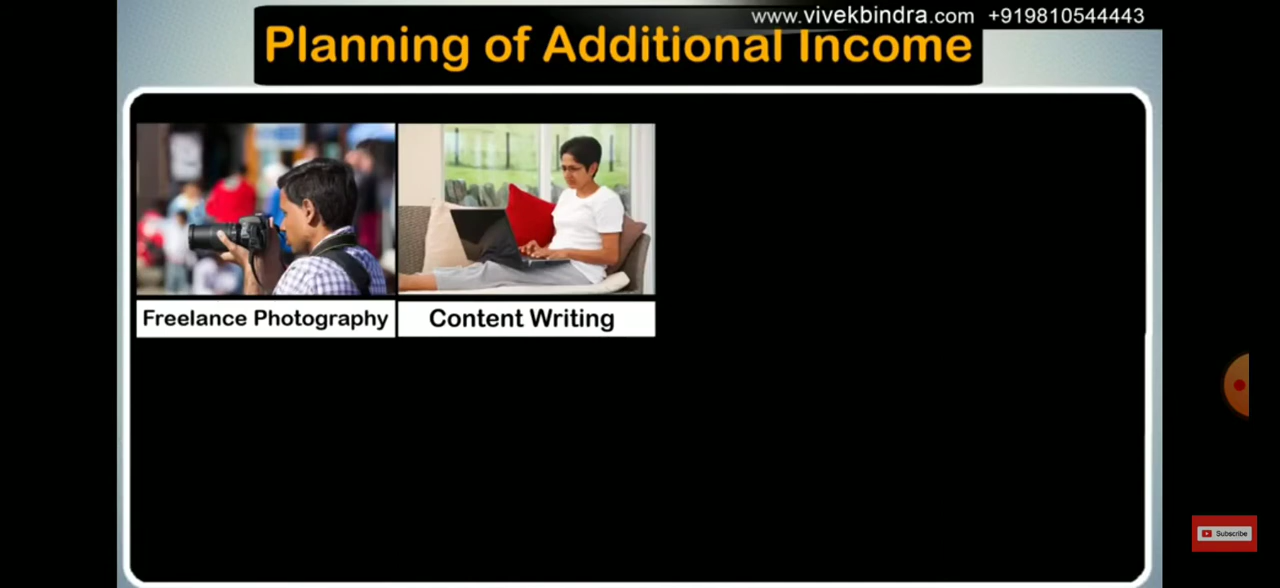 www.vivekbindra.com +919810544443
Planning of Additional Income
Freelance Photography
Content Writing
Subscribe